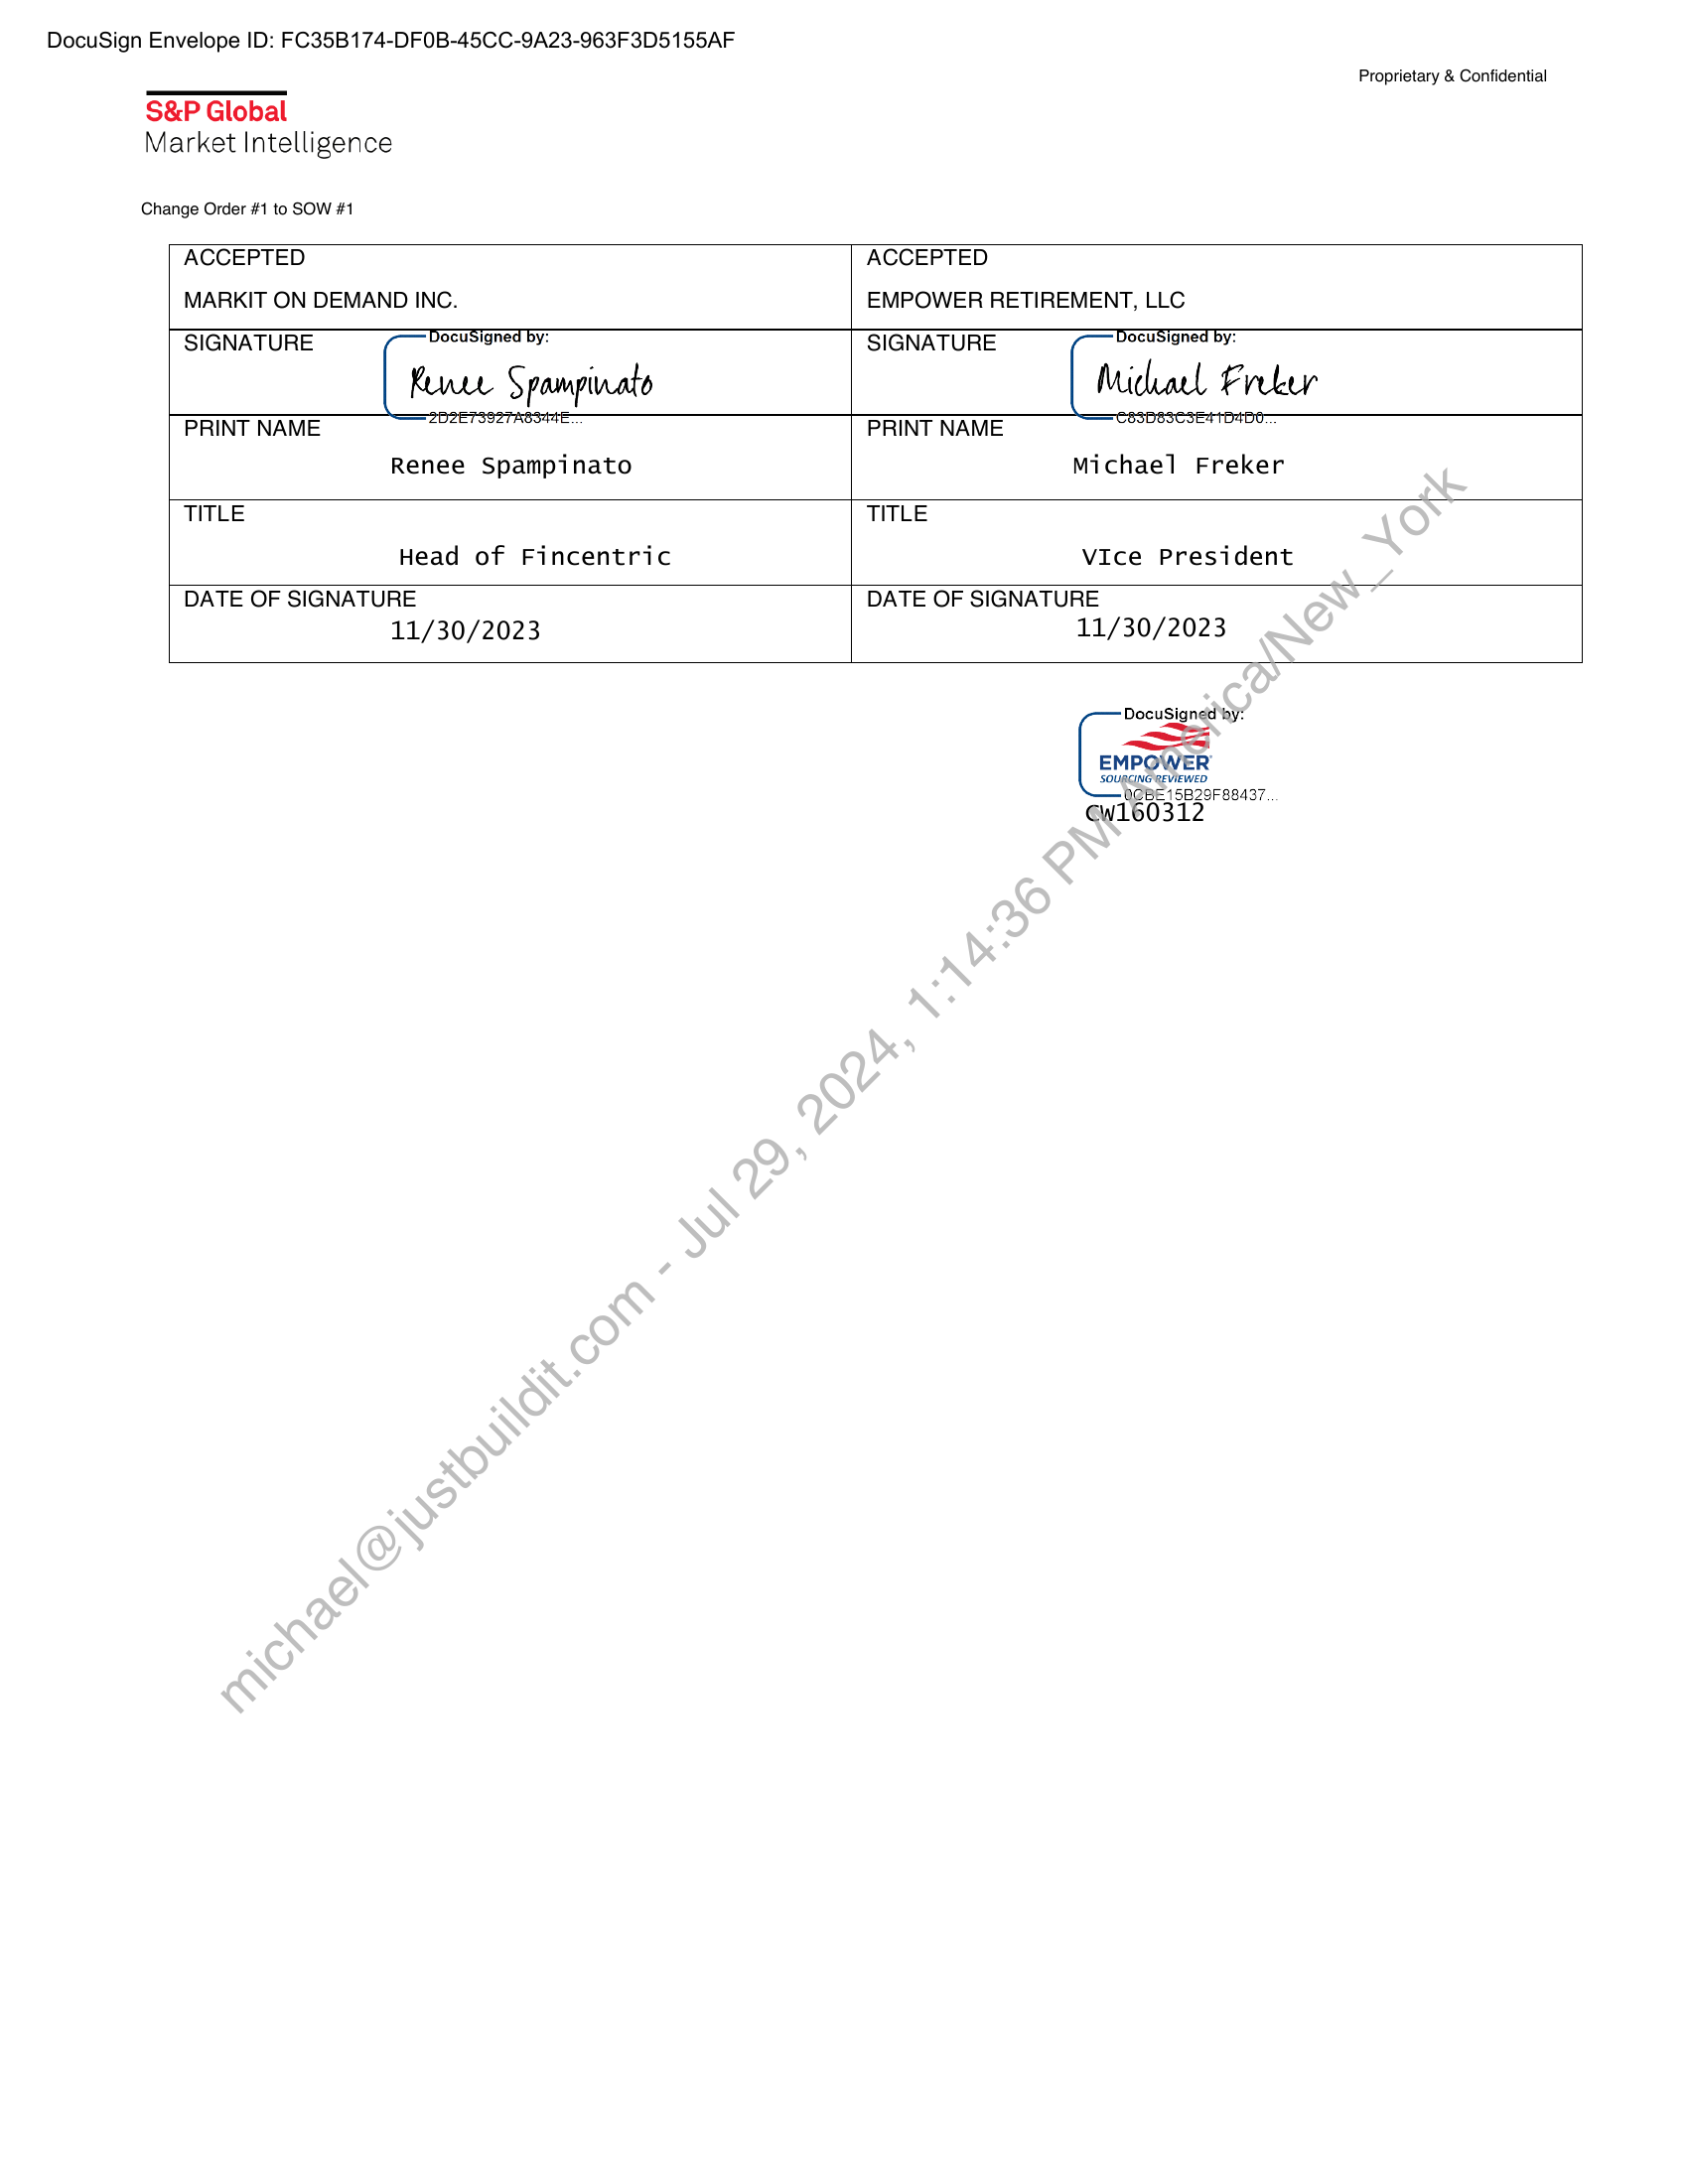 DocuSign Envelope ID: FC35B174-DF0B-45CC-9A23-963F3D5155AF
Proprietary & Confidential
S&P Global
Market Intelligence
Change Order #1 to SOW #1
ACCEPTED
MARKIT ON DEMAND INC.
ACCEPTED
EMPOWER RETIREMENT, LLC
SIGNATURE
DocuSigned by:
Renee Spampinato
2D2E73927A8344E...
SIGNATURE
DocuSigned by:
Michael Freker
C83D83C3E41D4D0...
PRINT NAME
Renee Spampinato
PRINT NAME
Michael Freker
TITLE
Head of Fincentric
TITLE
VIce President
DATE OF SIGNATURE
11/30/2023
DATE OF SIGNATURE
11/30/2023
DocuSigned by:
EMPOWER
SOURCING REVIEWED
0CBE15B29F88437...
CW160312
michael@justbuildit.com - Jul 29, 2024, 1:14:36 PM America/New_York